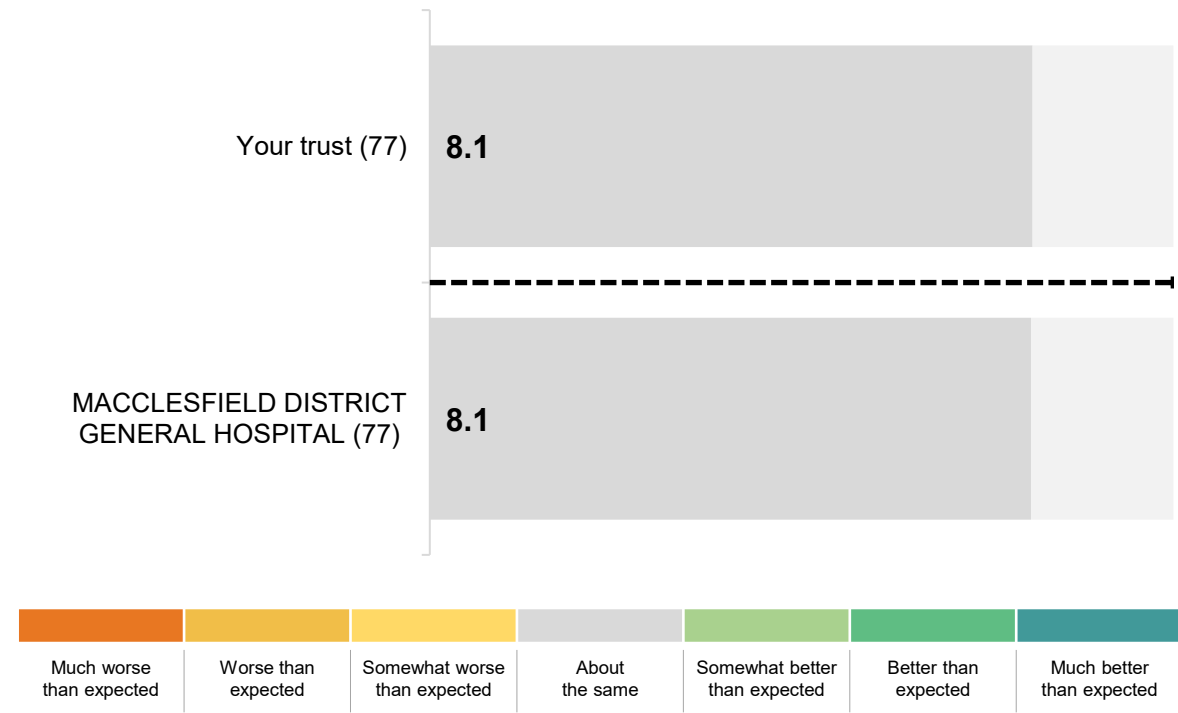 Your trust (77)
8.1
MACCLESFIELD DISTRICT
GENERAL HOSPITAL (77)
8.1
Much worse
than expected
Worse than
expected
Somewhat worse
than expected
About
the same
Somewhat better
than expected
Better than
expected
Much better
than expected